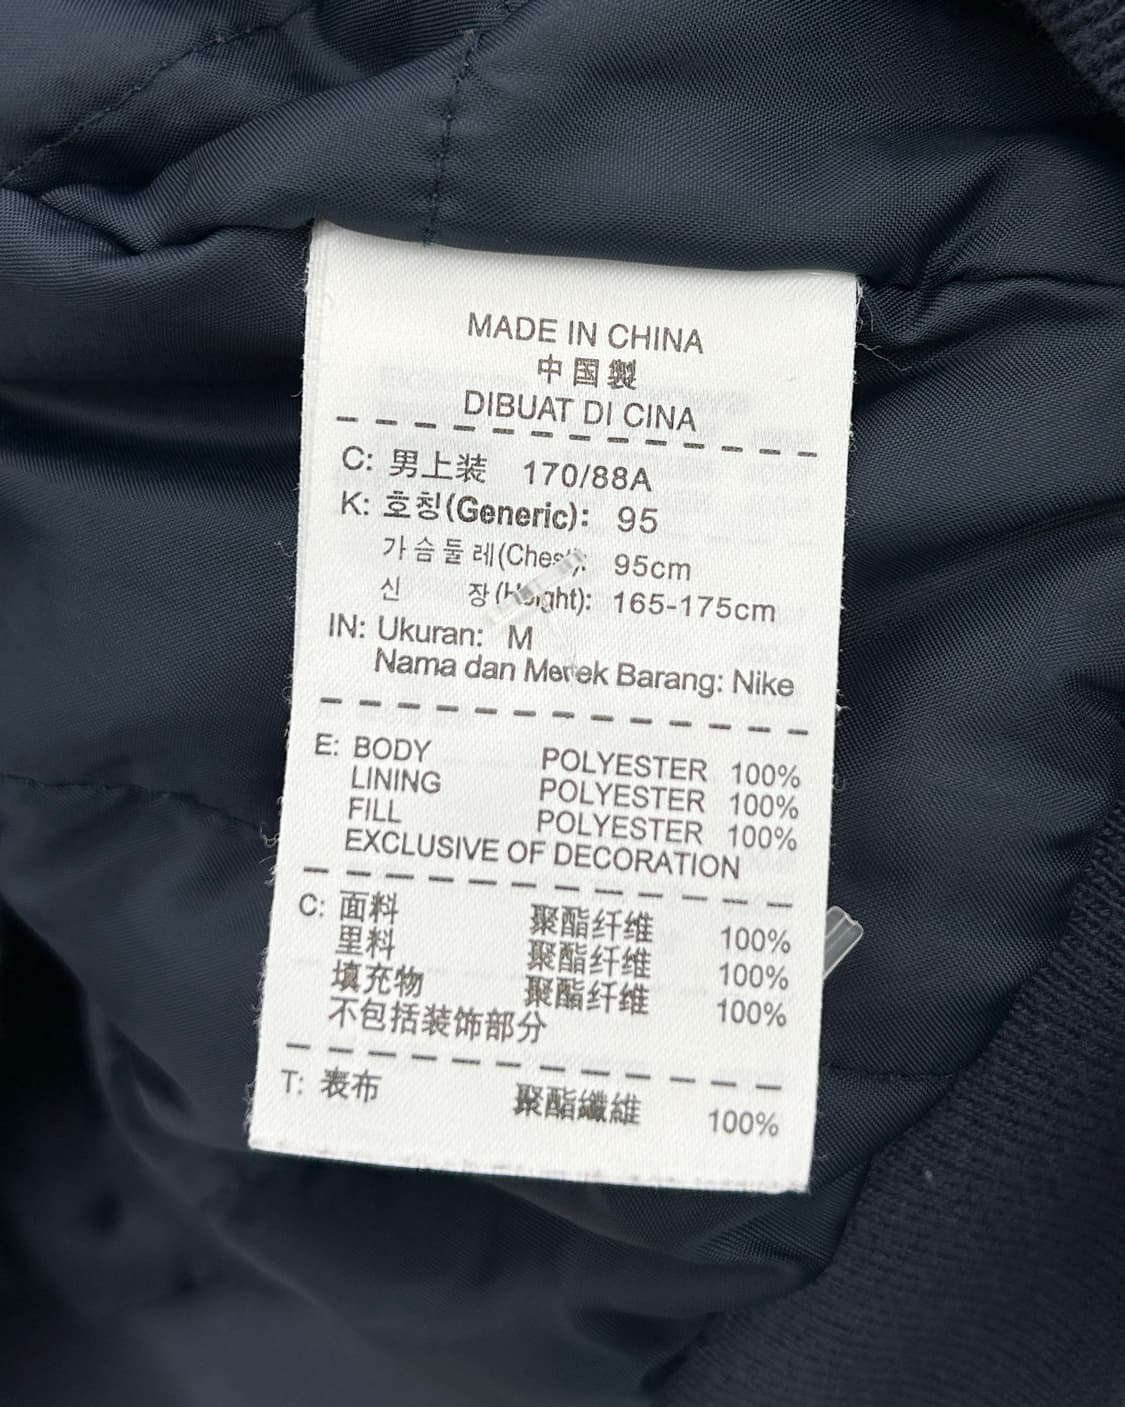 MADE IN CHINA
中国製
DIBUAT DI CINA
C: 男上装 170/88A
K: 호칭(Generic): 95
가슴둘레(Chest): 95cm
신 장(Height): 165-175cm
IN: Ukuran: M
Nama dan Merek Barang: Nike
E: BODY POLYESTER 100%
LINING POLYESTER 100%
FILL POLYESTER 100%
EXCLUSIVE OF DECORATION
C: 面料 聚酯纤维 100%
里料 聚酯纤维 100%
填充物 聚酯纤维 100%
不包括装饰部分
T: 表布 聚酯纖維 100%